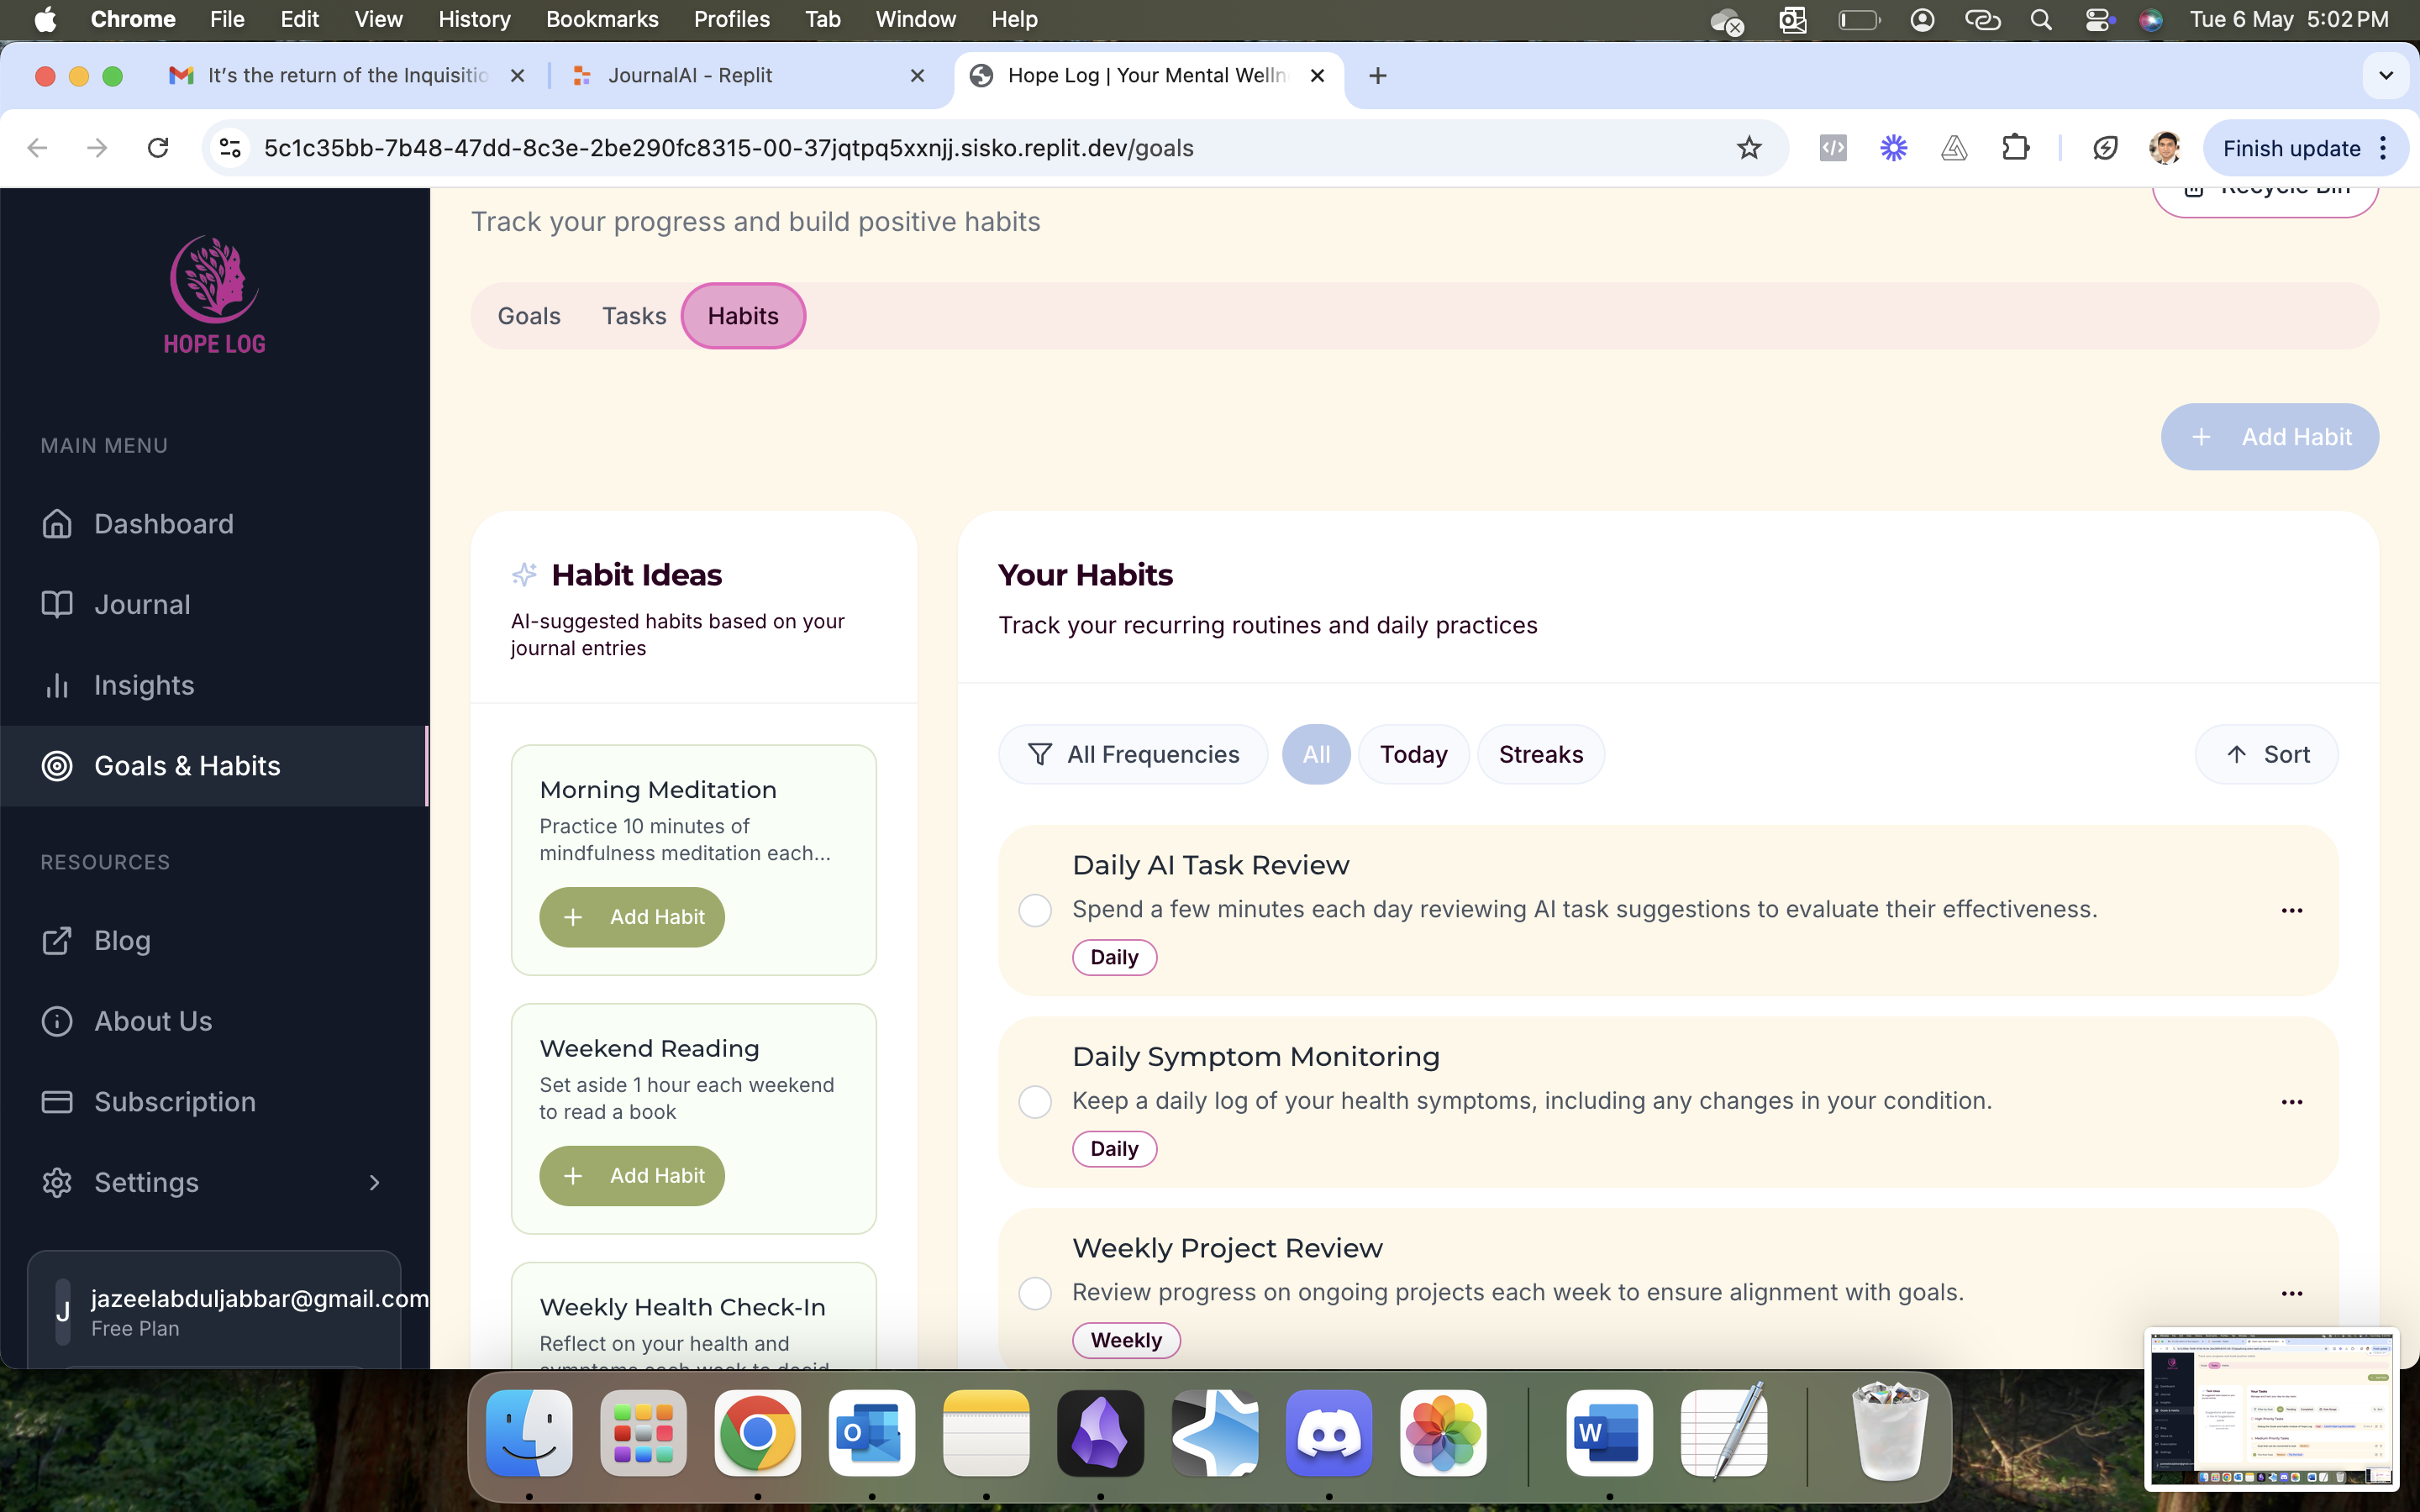 Chrome File Edit View History Bookmarks Profiles Tab Window Help Tue 6 May 5:02 PM
It's the return of the Inquisitio
JournalAI - Replit
Hope Log | Your Mental Welln
5c1c35bb-7b48-47dd-8c3e-2be290fc8315-00-37jqtpq5xxnjj.sisko.replit.dev/goals
Finish update
HOPE LOG
MAIN MENU
Dashboard
Journal
Insights
Goals & Habits
RESOURCES
Blog
About Us
Subscription
Settings
J
jazeelabduljabbar@gmail.com
Free Plan
Recycle Bin
Track your progress and build positive habits
Goals Tasks Habits
+ Add Habit
Habit Ideas
AI-suggested habits based on your
journal entries
Morning Meditation
Practice 10 minutes of
mindfulness meditation each...
+ Add Habit
Weekend Reading
Set aside 1 hour each weekend
to read a book
+ Add Habit
Weekly Health Check-In
Reflect on your health and
symptoms each week to decid
Your Habits
Track your recurring routines and daily practices
All Frequencies All Today Streaks Sort
Daily AI Task Review
Spend a few minutes each day reviewing AI task suggestions to evaluate their effectiveness.
Daily
Daily Symptom Monitoring
Keep a daily log of your health symptoms, including any changes in your condition.
Daily
Weekly Project Review
Review progress on ongoing projects each week to ensure alignment with goals.
Weekly